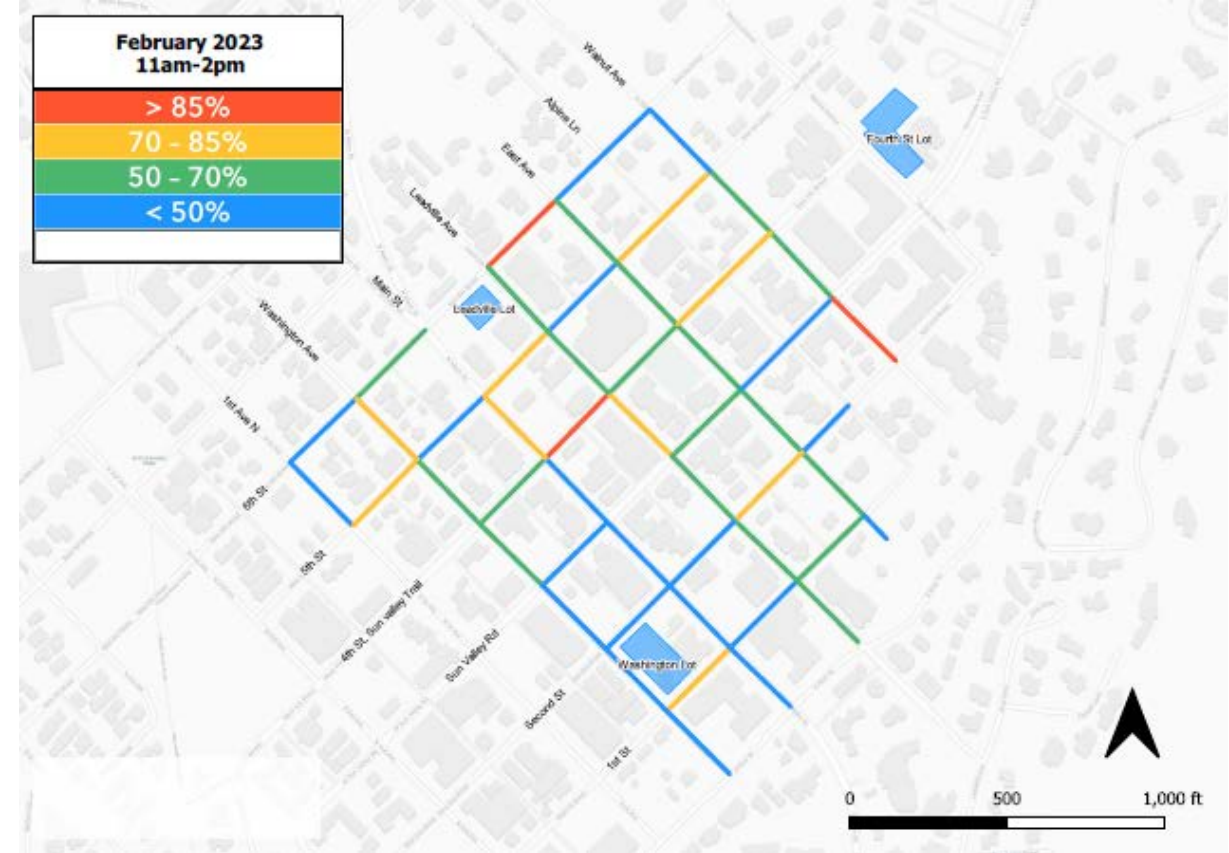 February 2023
11am-2pm
> 85%
70 - 85%
50 - 70%
< 50%
Walnut Ave
Alpine Ln
East Ave
Leadville Ave
Main St
Washington Ave
1st Ave N
Fourth St Lot
Leadville Lot
6th St
5th St
4th St, Sun Valley Trail
Sun Valley Rd
Second St
1st St
Washington Lot
0 500 1,000 ft